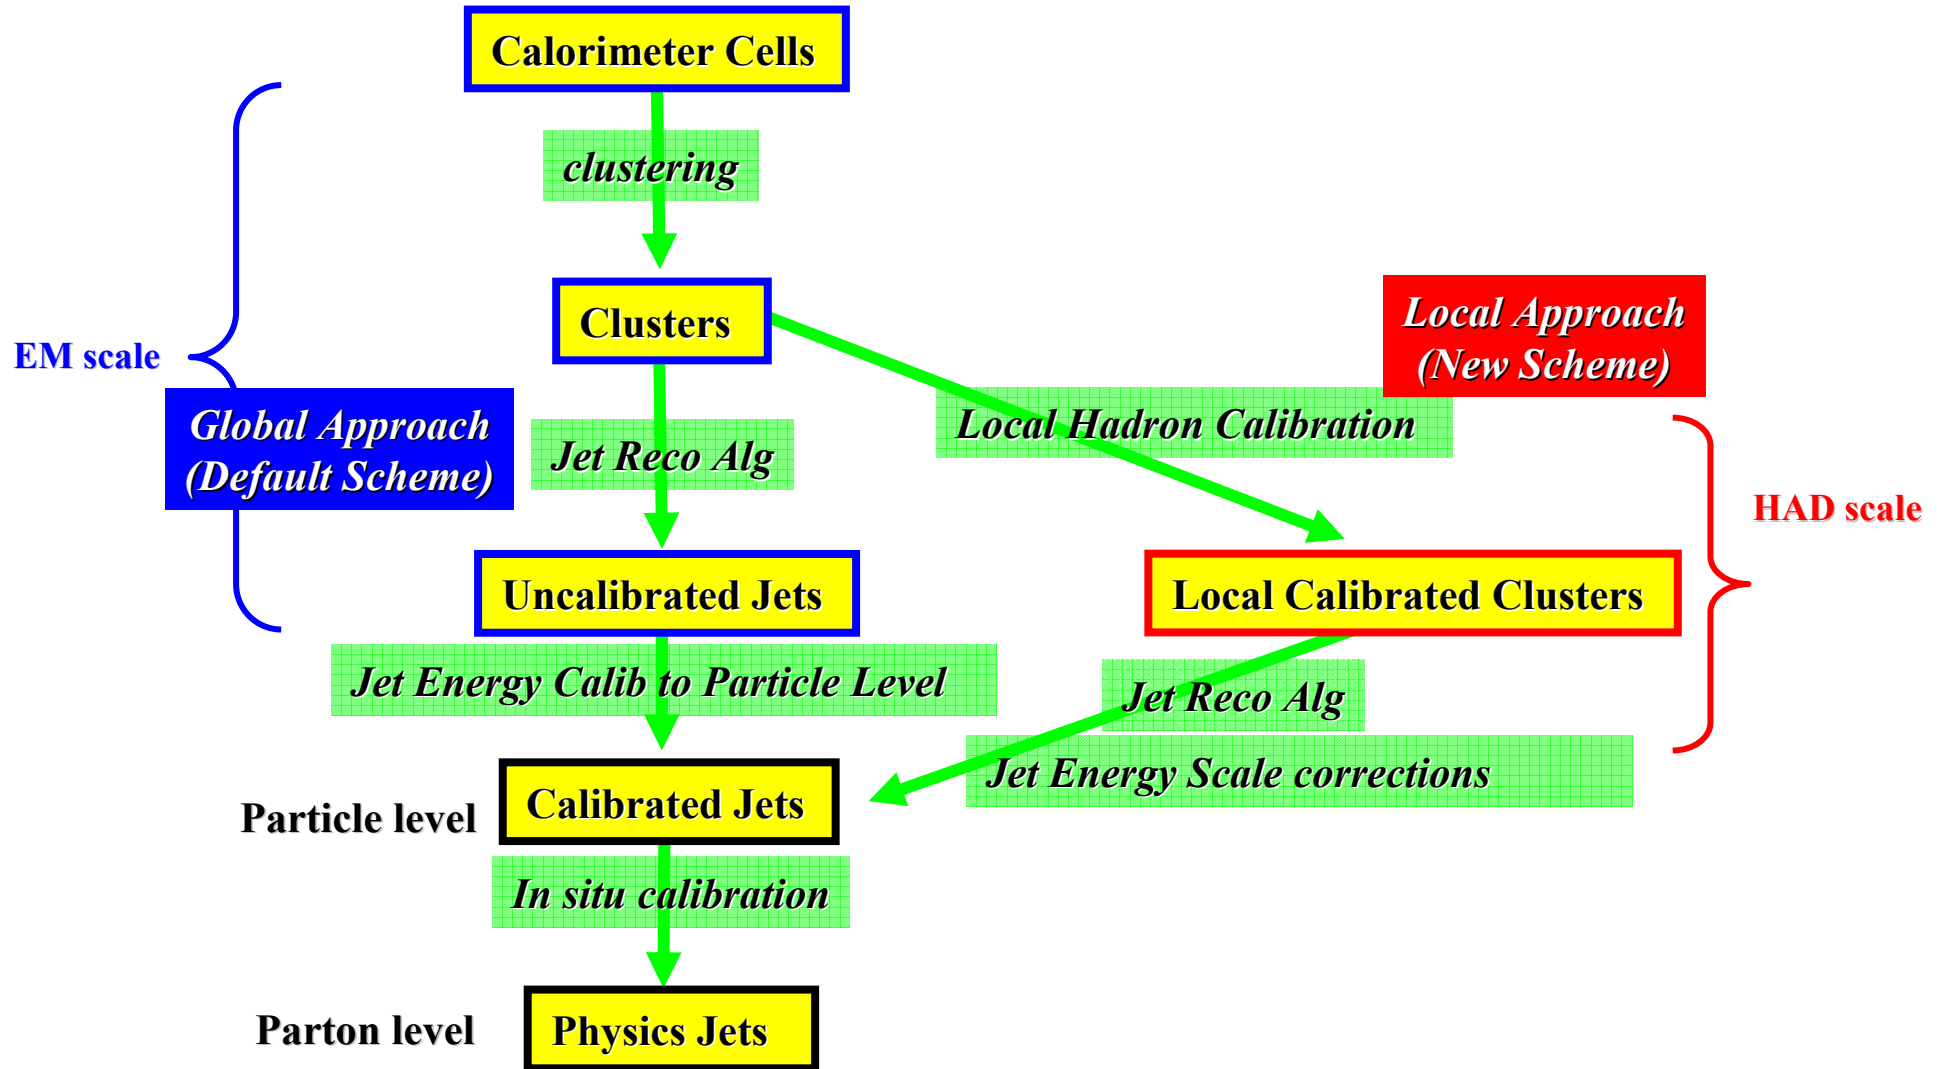 Calorimeter Cells
clustering
Clusters
Local Approach
(New Scheme)
EM scale
Global Approach
(Default Scheme)
Jet Reco Alg
Local Hadron Calibration
HAD scale
Uncalibrated Jets
Local Calibrated Clusters
Jet Energy Calib to Particle Level
Jet Reco Alg
Jet Energy Scale corrections
Particle level
Calibrated Jets
In situ calibration
Parton level
Physics Jets